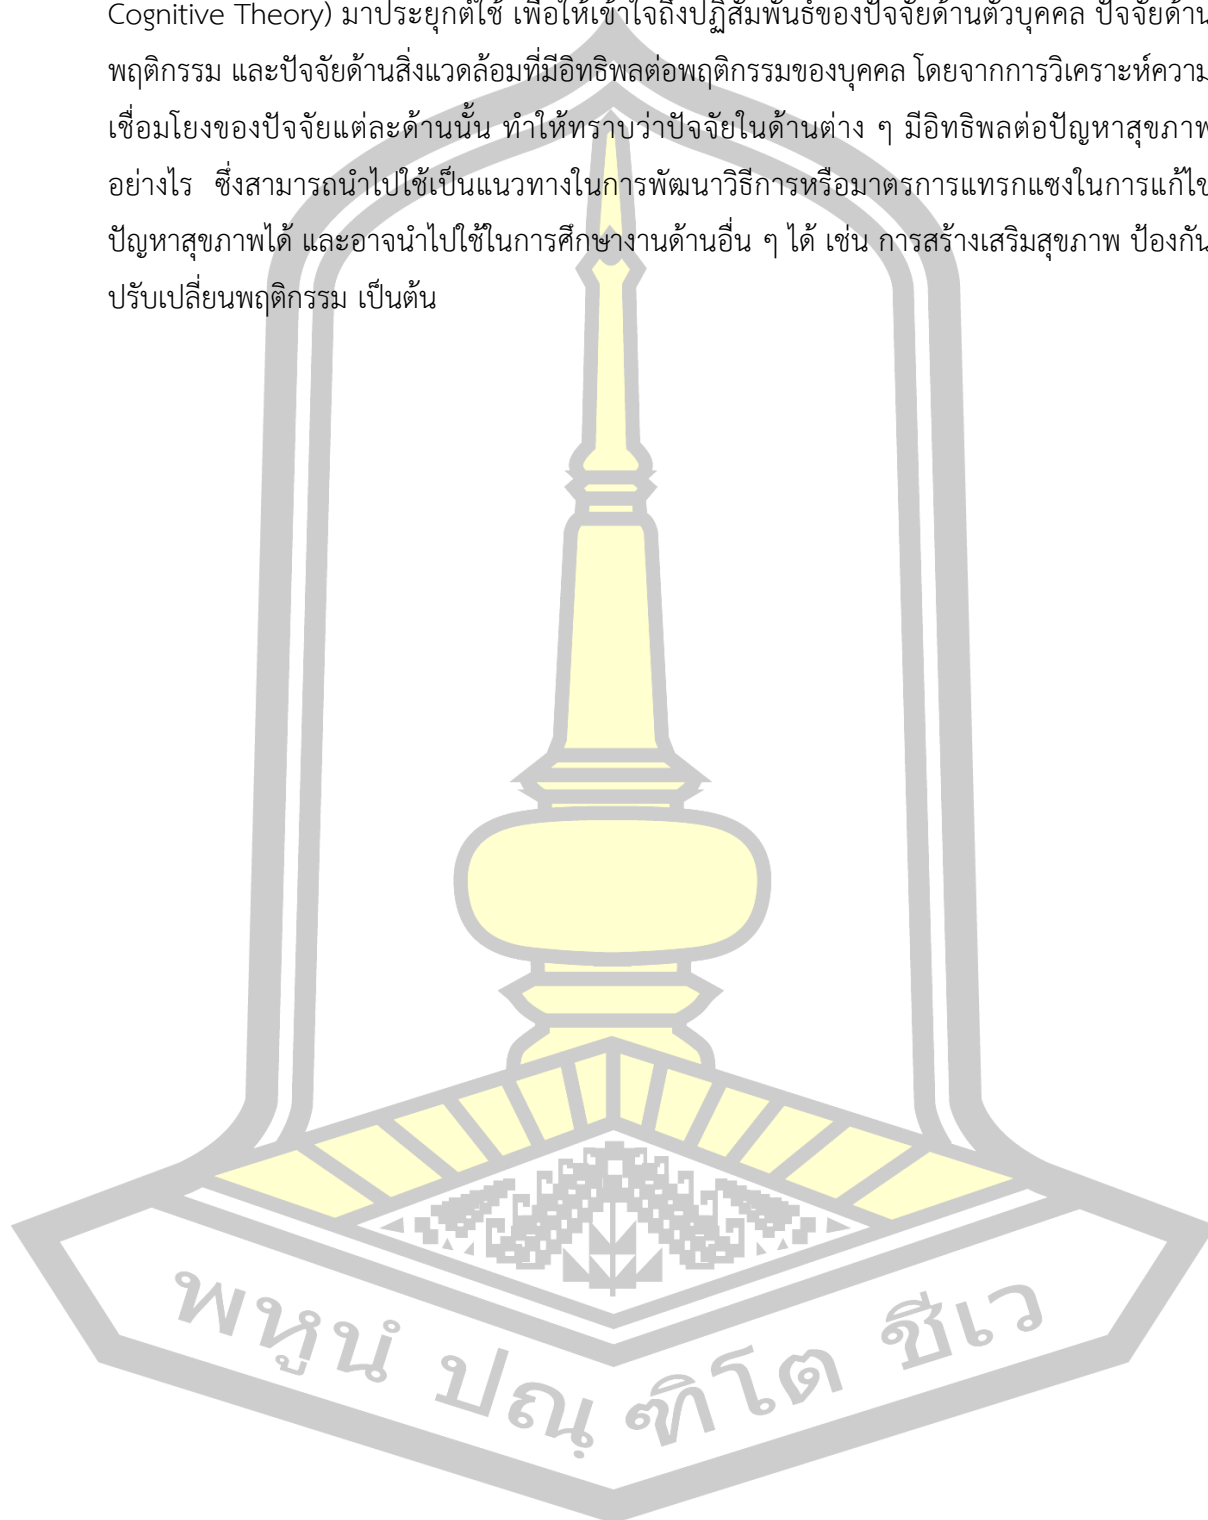 Cognitive Theory) มาประยุกต์ใช้ เพื่อให้เข้าใจถึงปฏิสัมพันธ์ของปัจจัยด้านตัวบุคคล ปัจจัยด้าน
พฤติกรรม และปัจจัยด้านสิ่งแวดล้อมที่มีอิทธิพลต่อพฤติกรรมของบุคคล โดยจากการวิเคราะห์ความ
เชื่อมโยงของปัจจัยแต่ละด้านนั้น ทำให้ทราบว่าปัจจัยในด้านต่าง ๆ มีอิทธิพลต่อปัญหาสุขภาพ
อย่างไร ซึ่งสามารถนำไปใช้เป็นแนวทางในการพัฒนาวิธีการหรือมาตรการแทรกแซงในการแก้ไข
ปัญหาสุขภาพได้ และอาจนำไปใช้ในการศึกษางานด้านอื่น ๆ ได้ เช่น การสร้างเสริมสุขภาพ ป้องกัน
ปรับเปลี่ยนพฤติกรรม เป็นต้น
พหูนํ ปณฺฑิโต ชีเว